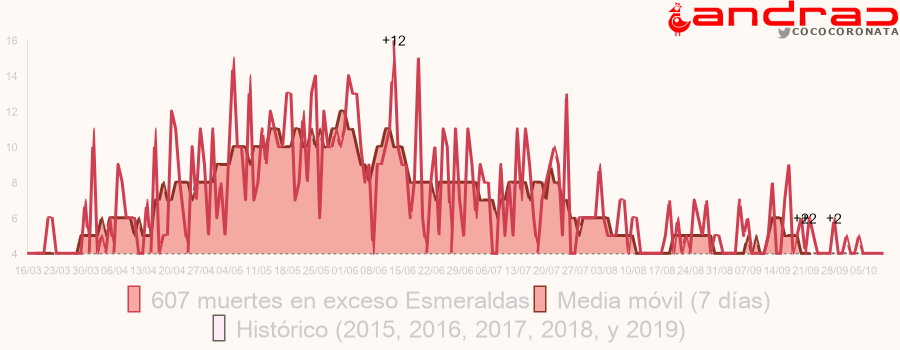 andrac
COCOCORONATA
+12
16
14
12
10
8
6
4
+22 +2
16/03 23/03 30/03 06/04 13/04 20/04 27/04 04/05 11/05 18/05 25/05 01/06 08/06 15/06 22/06 29/06 06/07 13/07 20/07 27/07 03/08 10/08 17/08 24/08 31/08 07/09 14/09 21/09 28/09 05/10
607 muertes en exceso Esmeraldas Media móvil (7 días)
Histórico (2015, 2016, 2017, 2018, y 2019)